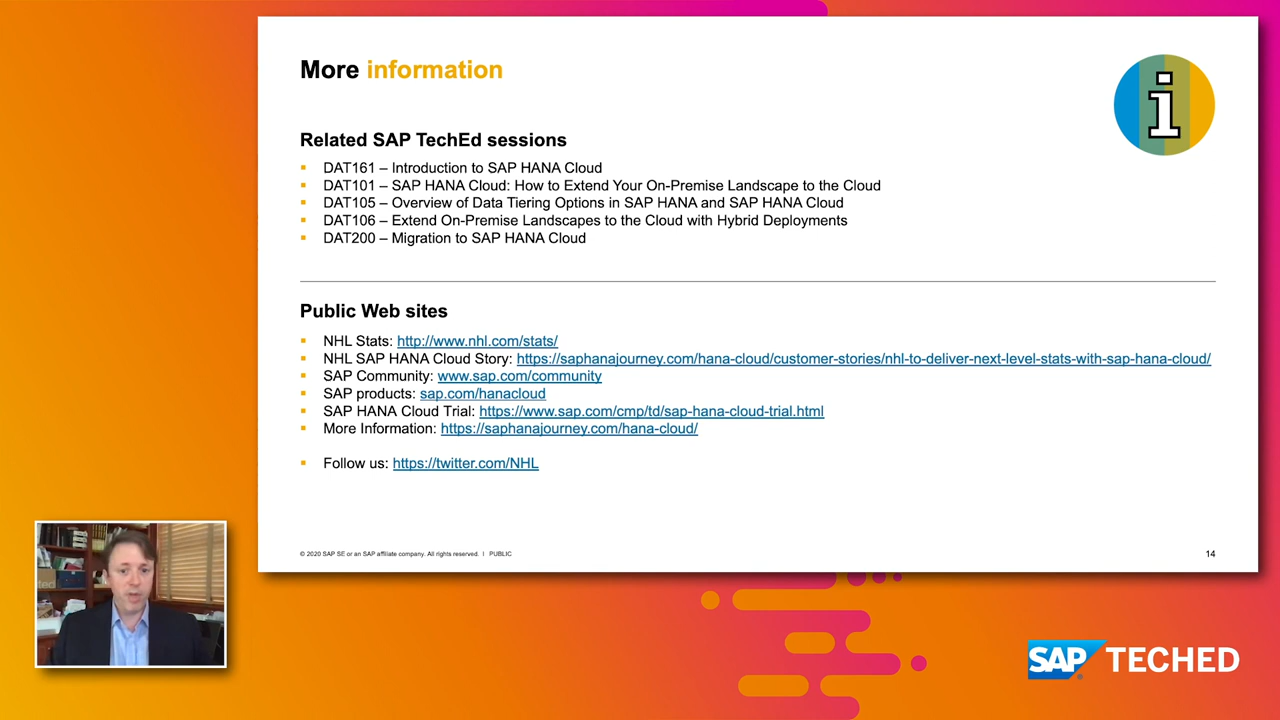 More information
Related SAP TechEd sessions
▪ DAT161 – Introduction to SAP HANA Cloud
▪ DAT101 – SAP HANA Cloud: How to Extend Your On-Premise Landscape to the Cloud
▪ DAT105 – Overview of Data Tiering Options in SAP HANA and SAP HANA Cloud
▪ DAT106 – Extend On-Premise Landscapes to the Cloud with Hybrid Deployments
▪ DAT200 – Migration to SAP HANA Cloud
Public Web sites
▪ NHL Stats: http://www.nhl.com/stats/
▪ NHL SAP HANA Cloud Story: https://saphanajourney.com/hana-cloud/customer-stories/nhl-to-deliver-next-level-stats-with-sap-hana-cloud/
▪ SAP Community: www.sap.com/community
▪ SAP products: sap.com/hanacloud
▪ SAP HANA Cloud Trial: https://www.sap.com/cmp/td/sap-hana-cloud-trial.html
▪ More Information: https://saphanajourney.com/hana-cloud/
▪ Follow us: https://twitter.com/NHL
© 2020 SAP SE or an SAP affiliate company. All rights reserved. | PUBLIC
14
SAP TECHED